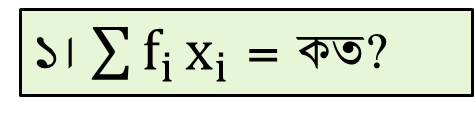 ১। ∑ fᵢ xᵢ = কত?